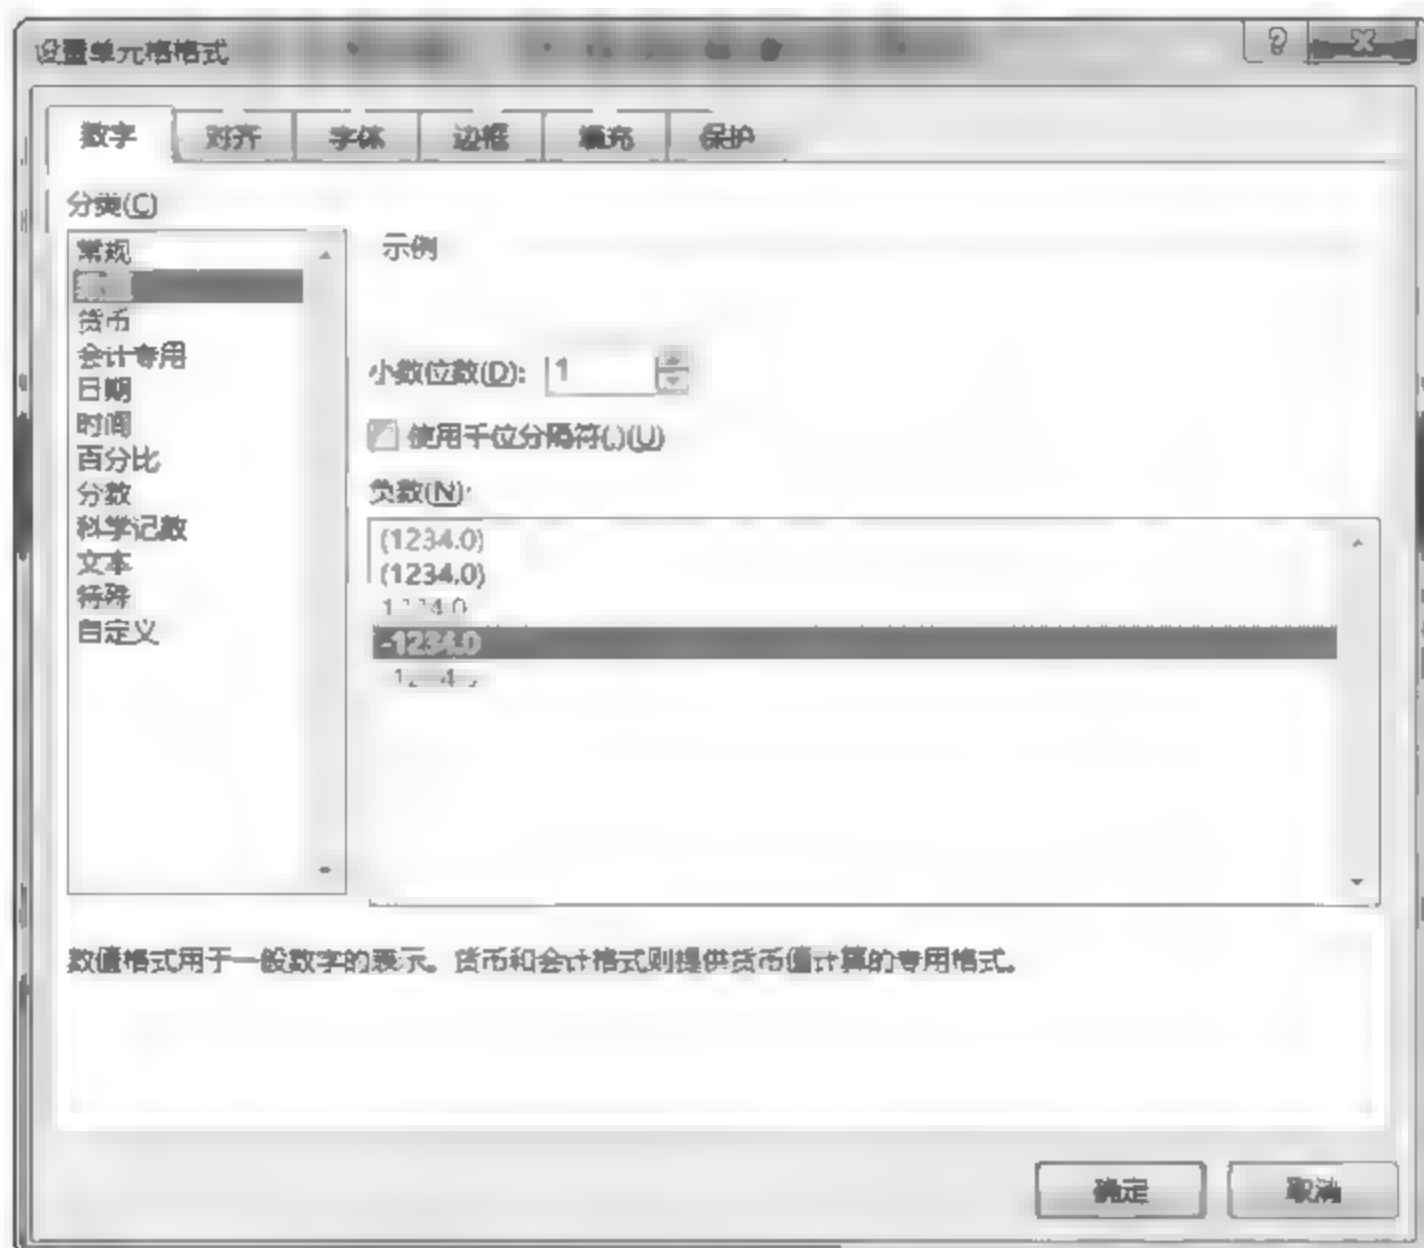 设置单元格格式
数字 对齐 字体 边框 填充 保护
分类(C)
常规
货币
会计专用
日期
时间
百分比
分数
科学记数
文本
特殊
自定义
示例
小数位数(D): 1
使用千位分隔符(,)(U)
负数(N):
(1234.0)
(1234.0)
1234.0
-1234.0
数值格式用于一般数字的表示。货币和会计格式则提供货币值计算的专用格式。
确定 取消